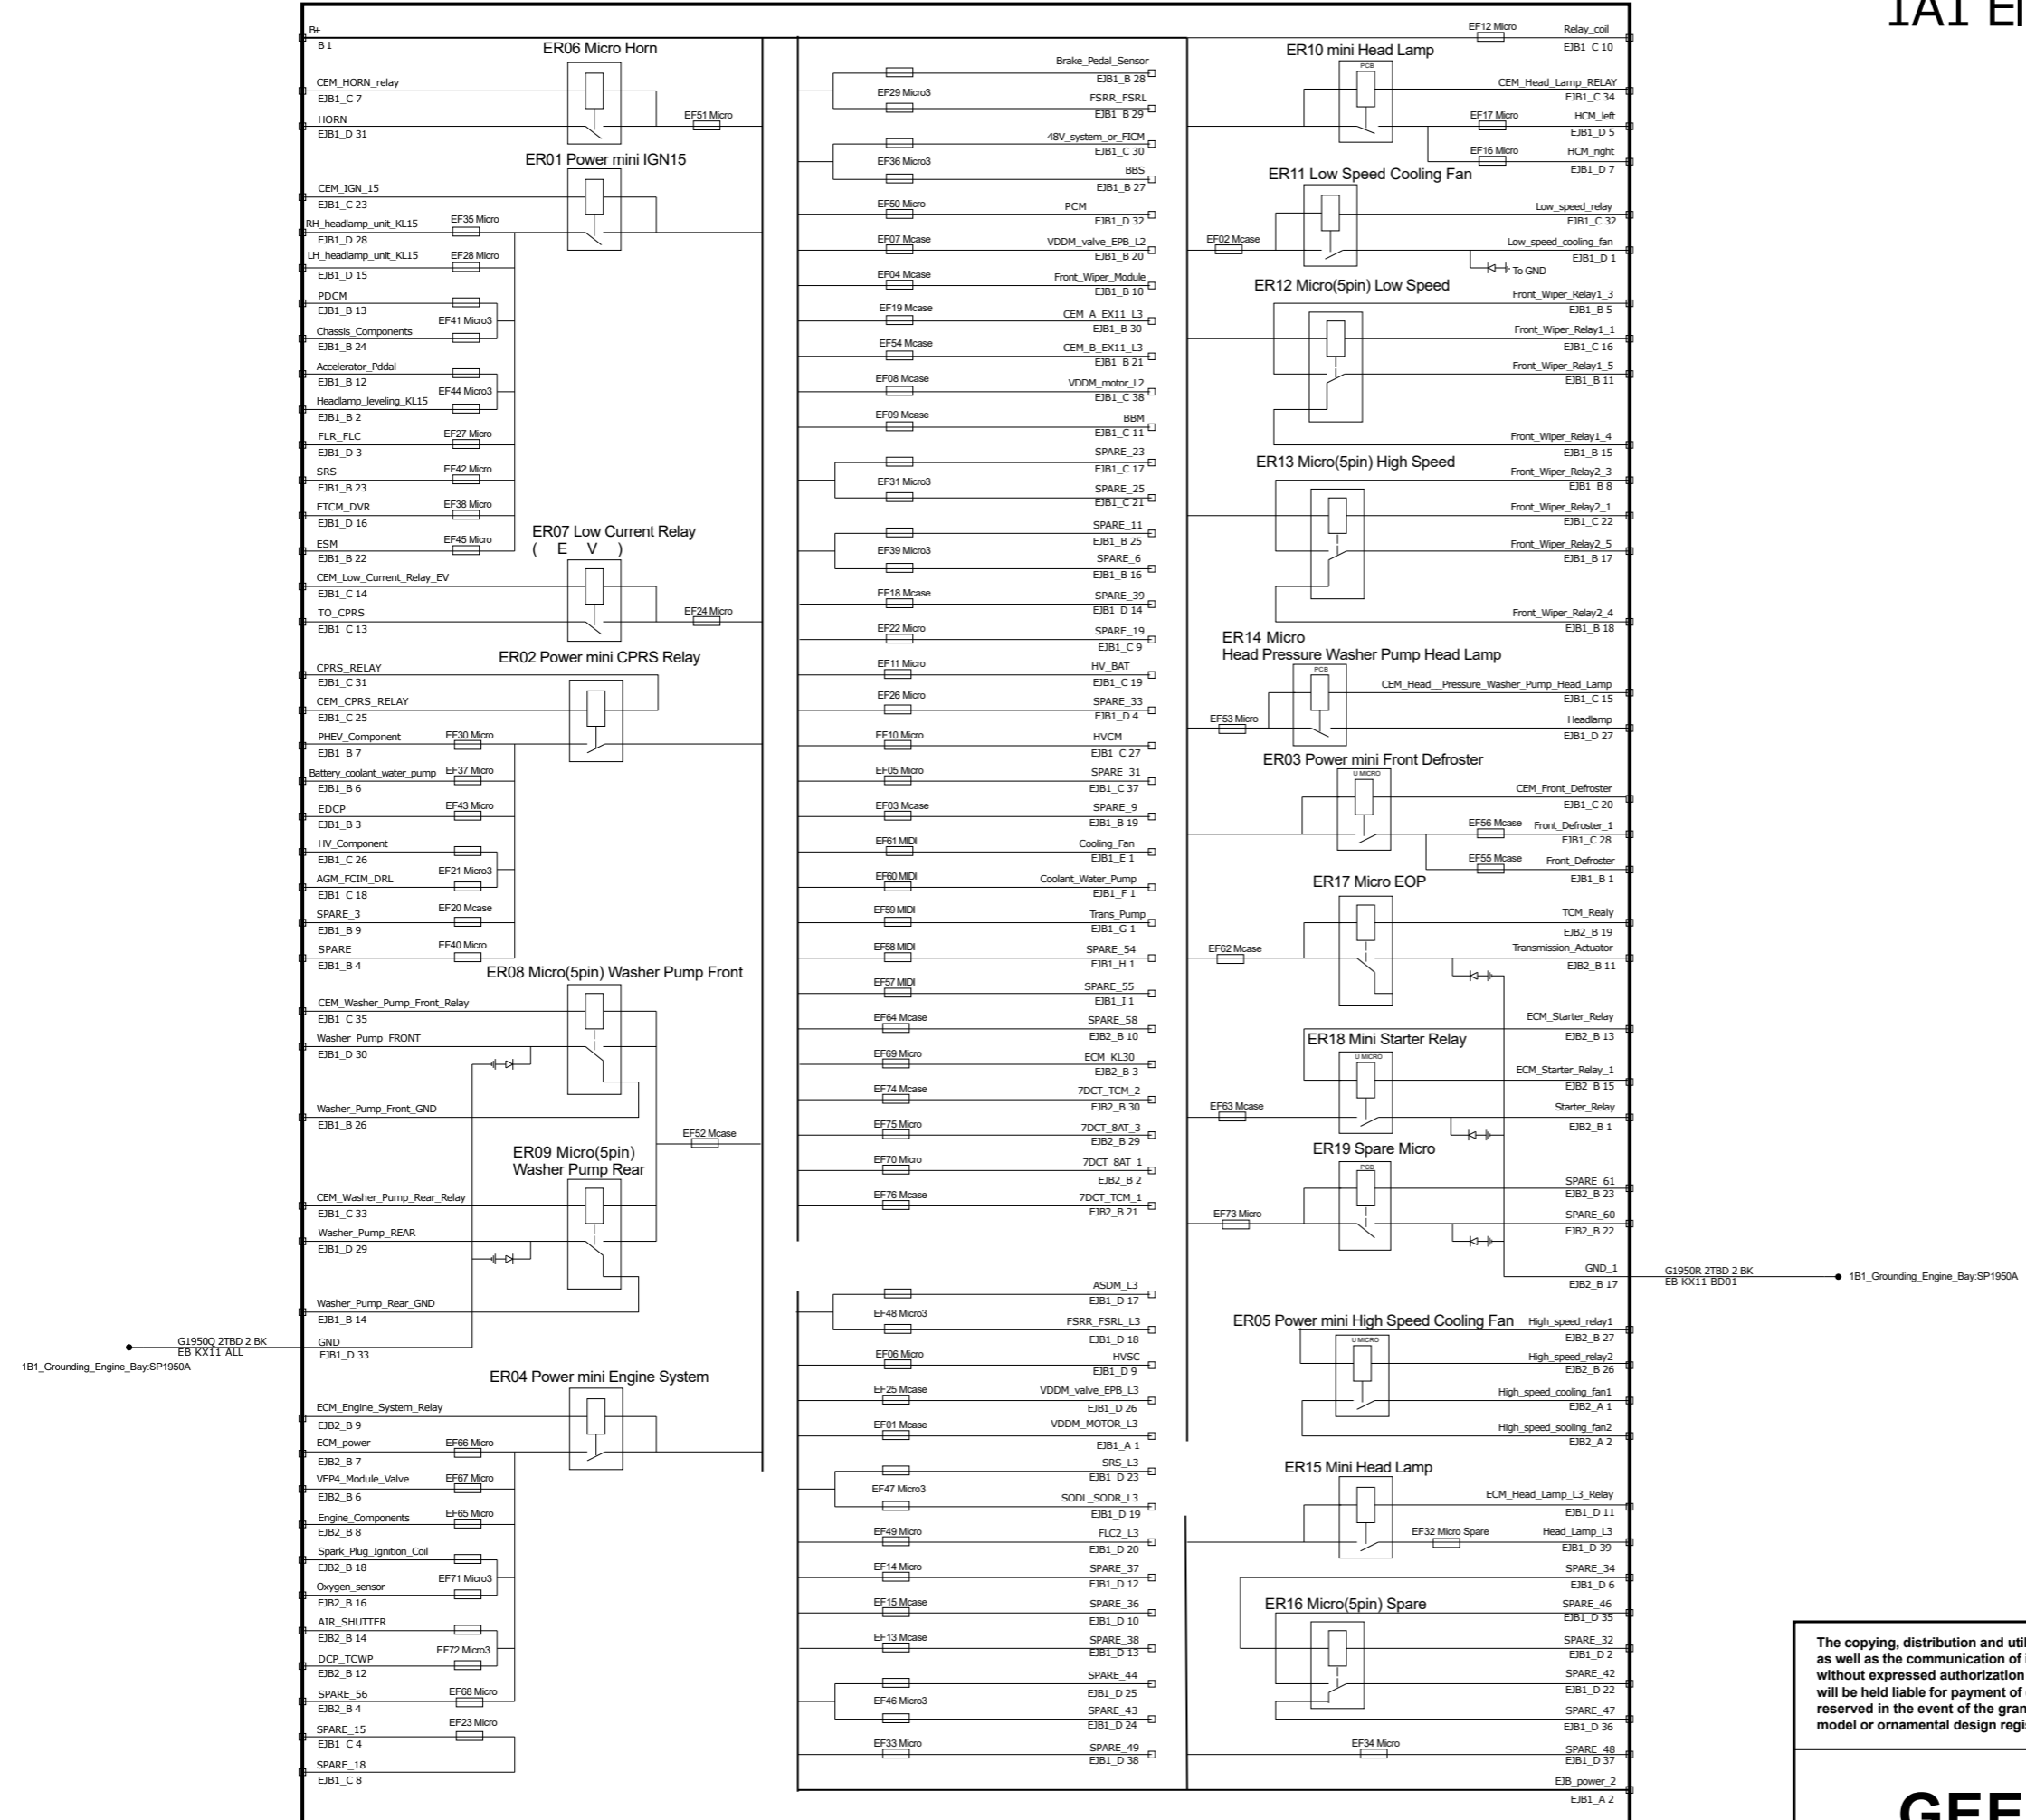 1A1
B+
B 1
ER06 Micro Horn
CEM_HORN_relay
EJB1_C 7
HORN
EJB1_D 31
EF51 Micro
ER01 Power mini IGN15
CEM_IGN_15
EJB1_C 23
RH_headlamp_unit_KL15
EF35 Micro
EJB1_D 28
LH_headlamp_unit_KL15
EF28 Micro
EJB1_D 15
PDCM
EJB1_B 13
EF41 Micro3
Chassis_Components
EJB1_B 24
Accelerator_Pddal
EJB1_B 12
EF44 Micro3
Headlamp_leveling_KL15
EJB1_B 2
FLR_FLC
EF27 Micro
EJB1_D 3
SRS
EF42 Micro
EJB1_B 23
ETCM_DVR
EF38 Micro
EJB1_D 16
ESM
EF45 Micro
EJB1_B 22
ER07 Low Current Relay
( E V )
CEM_Low_Current_Relay_EV
EJB1_C 14
TO_CPRS
EJB1_C 13
EF24 Micro
ER02 Power mini CPRS Relay
CPRS_RELAY
EJB1_C 31
CEM_CPRS_RELAY
EJB1_C 25
PHEV_Component
EF30 Micro
EJB1_B 7
Battery_coolant_water_pump
EF37 Micro
EJB1_B 6
EDCP
EF43 Micro
EJB1_B 3
HV_Component
EJB1_C 26
EF21 Micro3
AGM_FCIM_DRL
EJB1_C 18
SPARE_3
EF20 Mcase
EJB1_B 9
SPARE
EF40 Micro
EJB1_B 4
ER08 Micro(5pin) Washer Pump Front
CEM_Washer_Pump_Front_Relay
EJB1_C 35
Washer_Pump_FRONT
EJB1_D 30
Washer_Pump_Front_GND
EJB1_B 26
EF52 Mcase
ER09 Micro(5pin)
Washer Pump Rear
CEM_Washer_Pump_Rear_Relay
EJB1_C 33
Washer_Pump_REAR
EJB1_D 29
Washer_Pump_Rear_GND
EJB1_B 14
G1950Q 2TBD 2 BK
EB KX11 ALL
GND
EJB1_D 33
1B1_Grounding_Engine_Bay:SP1950A
ER04 Power mini Engine System
ECM_Engine_System_Relay
EJB2_B 9
ECM_power
EF66 Micro
EJB2_B 7
VEP4_Module_Valve
EF67 Micro
EJB2_B 6
Engine_Components
EF65 Micro
EJB2_B 8
Spark_Plug_Ignition_Coil
EJB2_B 18
EF71 Micro3
Oxygen_sensor
EJB2_B 16
AIR_SHUTTER
EJB2_B 14
EF72 Micro3
DCP_TCWP
EJB2_B 12
SPARE_56
EF68 Micro
EJB2_B 4
SPARE_15
EF23 Micro
EJB1_C 4
SPARE_18
EJB1_C 8
Brake_Pedal_Sensor
EJB1_B 28
EF29 Micro3
FSRR_FSRL
EJB1_B 29
48V_system_or_FICM
EJB1_C 30
EF36 Micro3
BBS
EJB1_B 27
EF50 Micro
PCM
EJB1_D 32
EF07 Mcase
VDDM_valve_EPB_L2
EJB1_B 20
EF04 Mcase
Front_Wiper_Module
EJB1_B 10
EF19 Mcase
CEM_A_EX11_L3
EJB1_B 30
EF54 Mcase
CEM_B_EX11_L3
EJB1_B 21
EF08 Mcase
VDDM_motor_L2
EJB1_C 38
EF09 Mcase
BBM
EJB1_C 11
SPARE_23
EJB1_C 17
EF31 Micro3
SPARE_25
EJB1_C 21
SPARE_11
EJB1_B 25
EF39 Micro3
SPARE_6
EJB1_B 16
EF18 Mcase
SPARE_39
EJB1_D 14
EF22 Micro
SPARE_19
EJB1_C 9
EF11 Micro
HV_BAT
EJB1_C 19
EF26 Micro
SPARE_33
EJB1_D 4
EF10 Micro
HVCM
EJB1_C 27
EF05 Micro
SPARE_31
EJB1_C 37
EF03 Mcase
SPARE_9
EJB1_B 19
EF61 MIDI
Cooling_Fan
EJB1_E 1
EF60 MIDI
Coolant_Water_Pump
EJB1_F 1
EF59 MIDI
Trans_Pump
EJB1_G 1
EF58 MIDI
SPARE_54
EJB1_H 1
EF57 MIDI
SPARE_55
EJB1_I 1
EF64 Mcase
SPARE_58
EJB2_B 10
EF69 Micro
ECM_KL30
EJB2_B 3
EF74 Mcase
7DCT_TCM_2
EJB2_B 30
EF75 Micro
7DCT_8AT_3
EJB2_B 29
EF70 Micro
7DCT_8AT_1
EJB2_B 2
EF76 Mcase
7DCT_TCM_1
EJB2_B 21
ASDM_L3
EJB1_D 17
EF48 Micro3
FSRR_FSRL_L3
EJB1_D 18
EF06 Micro
HVSC
EJB1_D 9
EF25 Mcase
VDDM_valve_EPB_L3
EJB1_D 26
EF01 Mcase
VDDM_MOTOR_L3
EJB1_A 1
SRS_L3
EJB1_D 23
EF47 Micro3
SODL_SODR_L3
EJB1_D 19
EF49 Micro
FLC2_L3
EJB1_D 20
EF14 Micro
SPARE_37
EJB1_D 12
EF15 Mcase
SPARE_36
EJB1_D 10
EF13 Mcase
SPARE_38
EJB1_D 13
SPARE_44
EJB1_D 25
EF46 Micro3
SPARE_43
EJB1_D 24
EF33 Micro
SPARE_49
EJB1_D 38
EF12 Micro
Relay_coil
EJB1_C 10
ER10 mini Head Lamp
PCB
CEM_Head_Lamp_RELAY
EJB1_C 34
EF17 Micro
HCM_left
EJB1_D 5
EF16 Micro
HCM_right
EJB1_D 7
ER11 Low Speed Cooling Fan
Low_speed_relay
EJB1_C 32
EF02 Mcase
Low_speed_cooling_fan
EJB1_D 1
To GND
ER12 Micro(5pin) Low Speed
Front_Wiper_Relay1_3
EJB1_B 5
Front_Wiper_Relay1_1
EJB1_C 16
Front_Wiper_Relay1_5
EJB1_B 11
Front_Wiper_Relay1_4
EJB1_B 15
ER13 Micro(5pin) High Speed
Front_Wiper_Relay2_3
EJB1_B 8
Front_Wiper_Relay2_1
EJB1_C 22
Front_Wiper_Relay2_5
EJB1_B 17
Front_Wiper_Relay2_4
EJB1_B 18
ER14 Micro
Head Pressure Washer Pump Head Lamp
PCB
CEM_Head__Pressure_Washer_Pump_Head_Lamp
EJB1_C 15
EF53 Micro
Headlamp
EJB1_D 27
ER03 Power mini Front Defroster
U MICRO
CEM_Front_Defroster
EJB1_C 20
EF56 Mcase
Front_Defroster_1
EJB1_C 28
EF55 Mcase
Front_Defroster
EJB1_B 1
ER17 Micro EOP
TCM_Realy
EJB2_B 19
EF62 Mcase
Transmission_Actuator
EJB2_B 11
ECM_Starter_Relay
EJB2_B 13
ER18 Mini Starter Relay
U MICRO
ECM_Starter_Relay_1
EJB2_B 15
EF63 Mcase
Starter_Relay
EJB2_B 1
ER19 Spare Micro
PCB
SPARE_61
EJB2_B 23
EF73 Micro
SPARE_60
EJB2_B 22
GND_1
EJB2_B 17
G1950R 2TBD 2 BK
EB KX11 BD01
1B1_Grounding_Engine_Bay:SP1950A
ER05 Power mini High Speed Cooling Fan
High_speed_relay1
EJB2_B 27
U MICRO
High_speed_relay2
EJB2_B 26
High_speed_cooling_fan1
EJB2_A 1
High_speed_sooling_fan2
EJB2_A 2
ER15 Mini Head Lamp
ECM_Head_Lamp_L3_Relay
EJB1_D 11
EF32 Micro Spare
Head_Lamp_L3
EJB1_D 39
SPARE_34
EJB1_D 6
ER16 Micro(5pin) Spare
SPARE_46
EJB1_D 35
SPARE_32
EJB1_D 2
SPARE_42
EJB1_D 22
SPARE_47
EJB1_D 36
EF34 Micro
SPARE_48
EJB1_D 37
EJB_power_2
EJB1_A 2
The copying, distribution and
as well as the communication of
without expressed authorization
will be held liable for payment of
reserved in the event of the
model or ornamental design